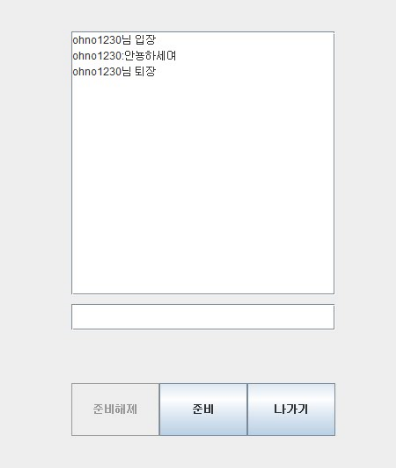 ohno1230님 입장
ohno1230:안뇽하세여
ohno1230님 퇴장
준비해제
준비
나가기